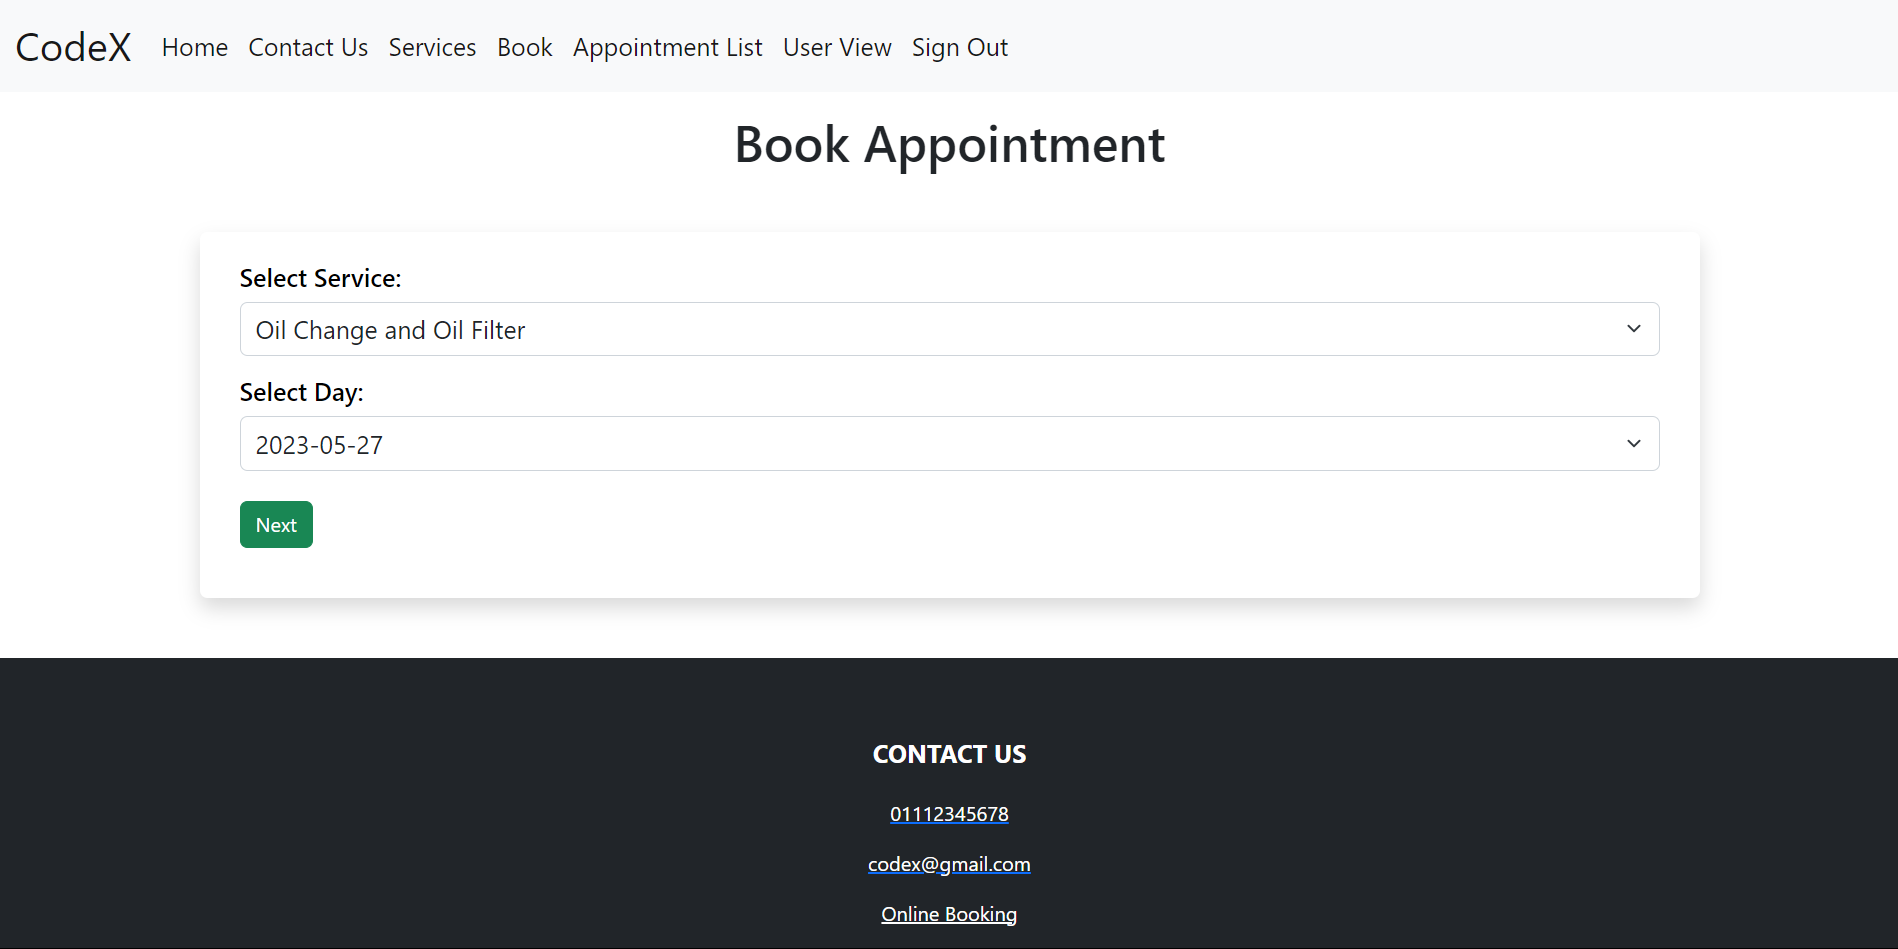 CodeX Home Contact Us Services Book Appointment List User View Sign Out
Book Appointment
Select Service:
Oil Change and Oil Filter
Select Day:
2023-05-27
Next
CONTACT US
01112345678
codex@gmail.com
Online Booking